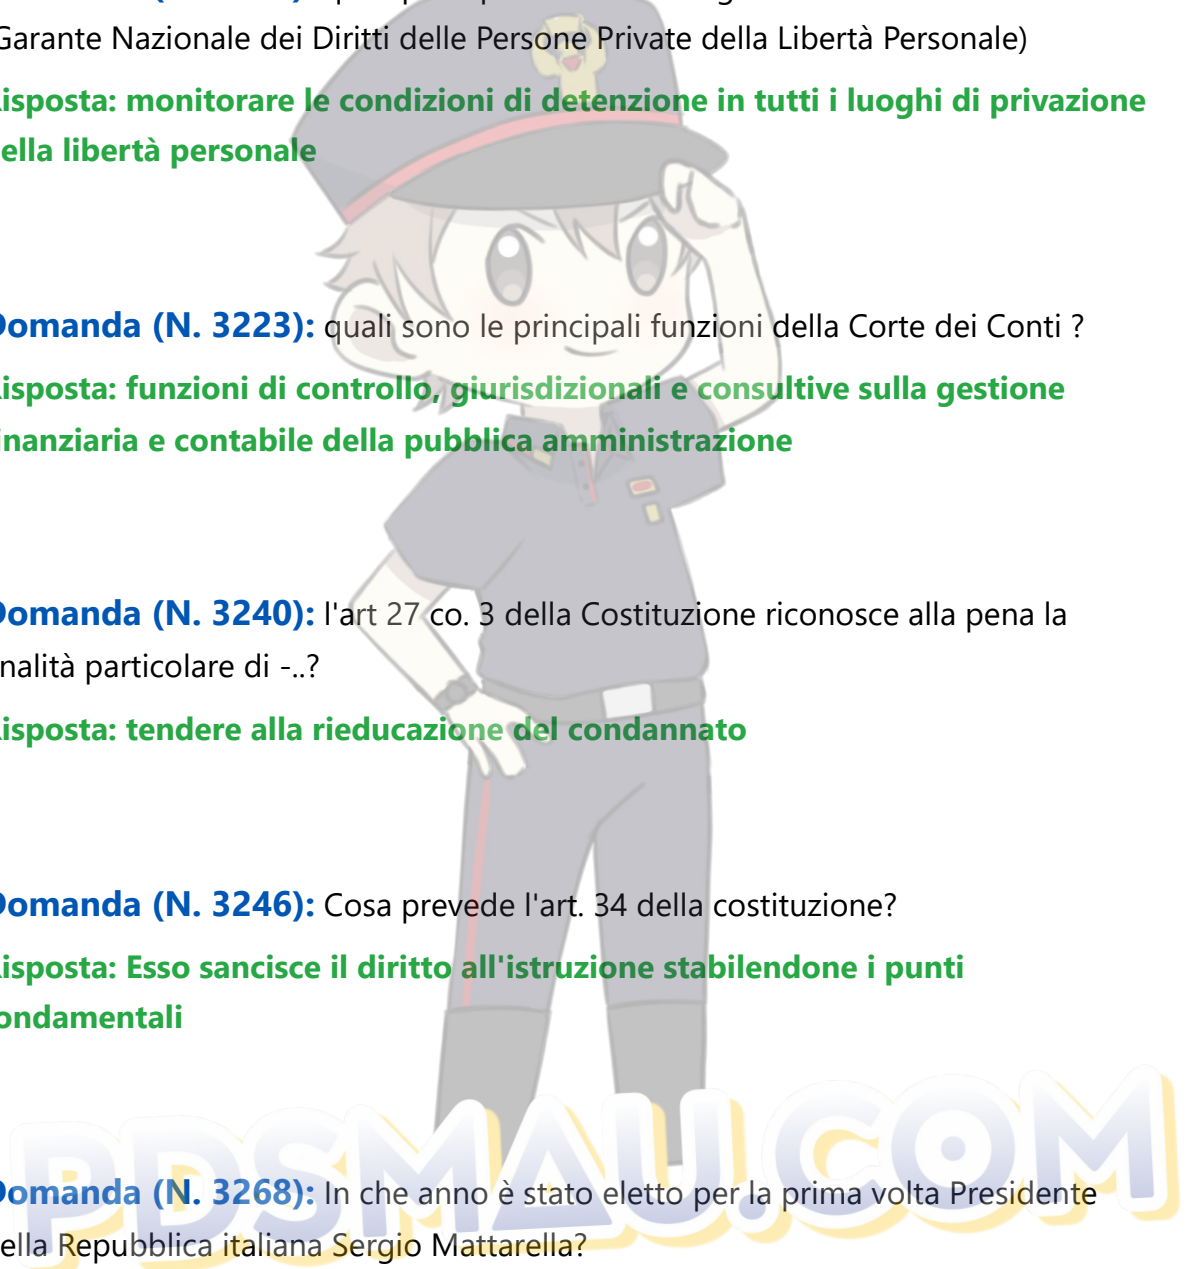 Garante Nazionale dei Diritti delle Persone Private della Libertà Personale)
isposta: monitorare le condizioni di detenzione in tutti i luoghi di privazione
ella libertà personale
Domanda (N. 3223): quali sono le principali funzioni della Corte dei Conti ?
isposta: funzioni di controllo, giurisdizionali e consultive sulla gestione
inanziaria e contabile della pubblica amministrazione
Domanda (N. 3240): l'art 27 co. 3 della Costituzione riconosce alla pena la
nalità particolare di -..?
isposta: tendere alla rieducazione del condannato
Domanda (N. 3246): Cosa prevede l'art. 34 della costituzione?
isposta: Esso sancisce il diritto all'istruzione stabilendone i punti
ondamentali
PDSMAU.COM
Domanda (N. 3268): In che anno è stato eletto per la prima volta Presidente
ella Repubblica italiana Sergio Mattarella?